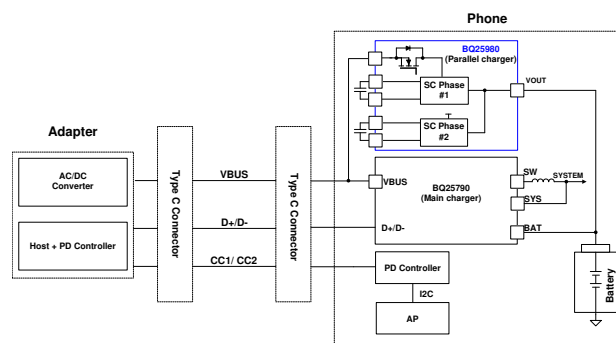 Phone
BQ25980
(Parallel charger)
SC Phase
#1
VOUT
SC Phase
#2
Adapter
AC/DC
Converter
Host + PD Controller
Type C Connector
VBUS
D+/D-
CC1/ CC2
Type C Connector
VBUS
BQ25790
(Main charger)
D+/D-
SW
SYSTEM
SYS
BAT
PD Controller
I2C
AP
Battery